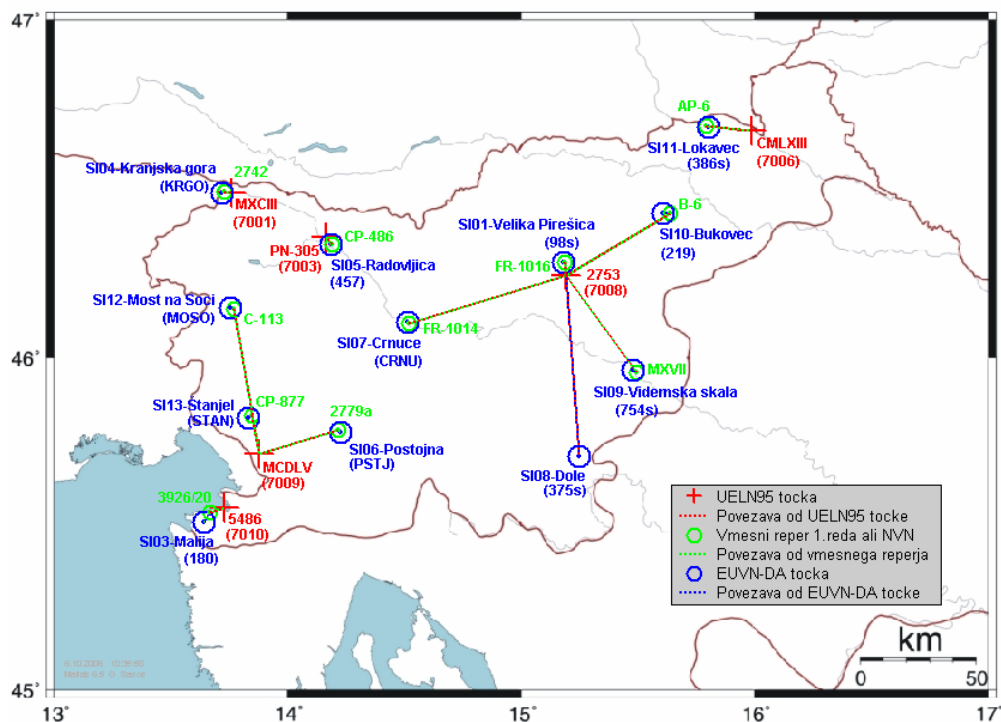 47°
AP-6
SI11-Lokavec
(386s)
CMLXIII
(7006)
SI04-Kranjska gora
(KRGO)
2742
MXCIII
(7001)
B-6
SI10-Bukovec
(219)
SI01-Velika Pirešica
(98s)
FR-1016
2753
(7008)
PN-305
(7003)
CP-486
SI05-Radovljica
(457)
SI12-Most na Soci
(MOSO)
C-113
FR-1014
SI07-Crnuce
(CRNU)
46°
MXVII
SI09-Videmska skala
(754s)
CP-877
SI13-Stanjel
(STAN)
2779a
SI06-Postojna
(PSTJ)
MCDLV
(7009)
SI08-Dole
(375s)
3926/20
5486
(7010)
SI03-Malija
(180)
UELN95 tocka
Povezava od UELN95 tocke
Vmesni reper 1.reda ali NVN
Povezava od vmesnega reperja
EUVN-DA tocka
Povezava od EUVN-DA tocke
km
0 50
45°
13° 14° 15° 16° 17°